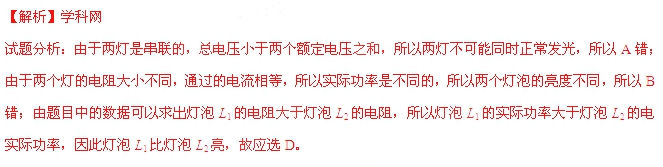 【解析】学科网
试题分析：由于两灯是串联的，总电压小于两个额定电压之和，所以两灯不可能同时正常发光，所以 A 错；
由于两个灯的电阻大小不同，通过的电流相等，所以实际功率是不同的，所以两个灯泡的亮度不同，所以 B
错；由题目中的数据可以求出灯泡 L₁ 的电阻大于灯泡 L₂ 的电阻，所以灯泡 L₁ 的实际功率大于灯泡 L₂ 的电
实际功率，因此灯泡 L₁ 比灯泡 L₂ 亮，故应选 D。